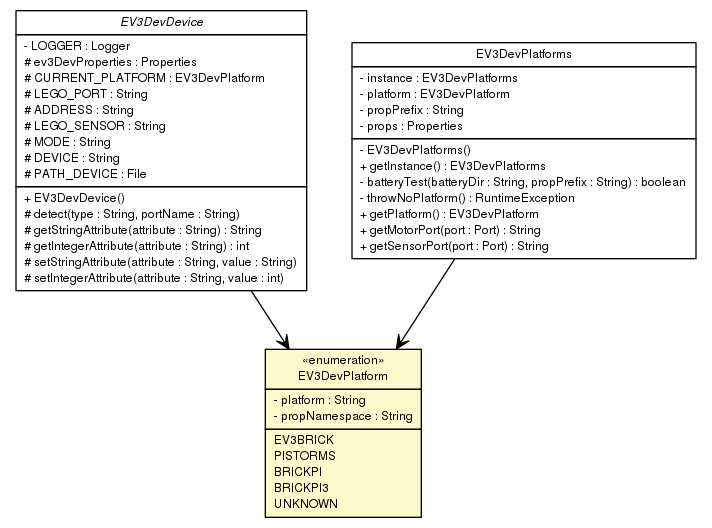 EV3DevDevice
- LOGGER : Logger
# ev3DevProperties : Properties
# CURRENT_PLATFORM : EV3DevPlatform
# LEGO_PORT : String
# ADDRESS : String
# LEGO_SENSOR : String
# MODE : String
# DEVICE : String
# PATH_DEVICE : File
+ EV3DevDevice()
# detect(type : String, portName : String)
# getStringAttribute(attribute : String) : String
# getIntegerAttribute(attribute : String) : int
# setStringAttribute(attribute : String, value : String)
# setIntegerAttribute(attribute : String, value : int)
EV3DevPlatforms
- instance : EV3DevPlatforms
- platform : EV3DevPlatform
- propPrefix : String
- props : Properties
- EV3DevPlatforms()
+ getInstance() : EV3DevPlatforms
- batteryTest(batteryDir : String, propPrefix : String) : boolean
- throwNoPlatform() : RuntimeException
+ getPlatform() : EV3DevPlatform
+ getMotorPort(port : Port) : String
+ getSensorPort(port : Port) : String
«enumeration»
EV3DevPlatform
- platform : String
- propNamespace : String
EV3BRICK
PISTORMS
BRICKPI
BRICKPI3
UNKNOWN